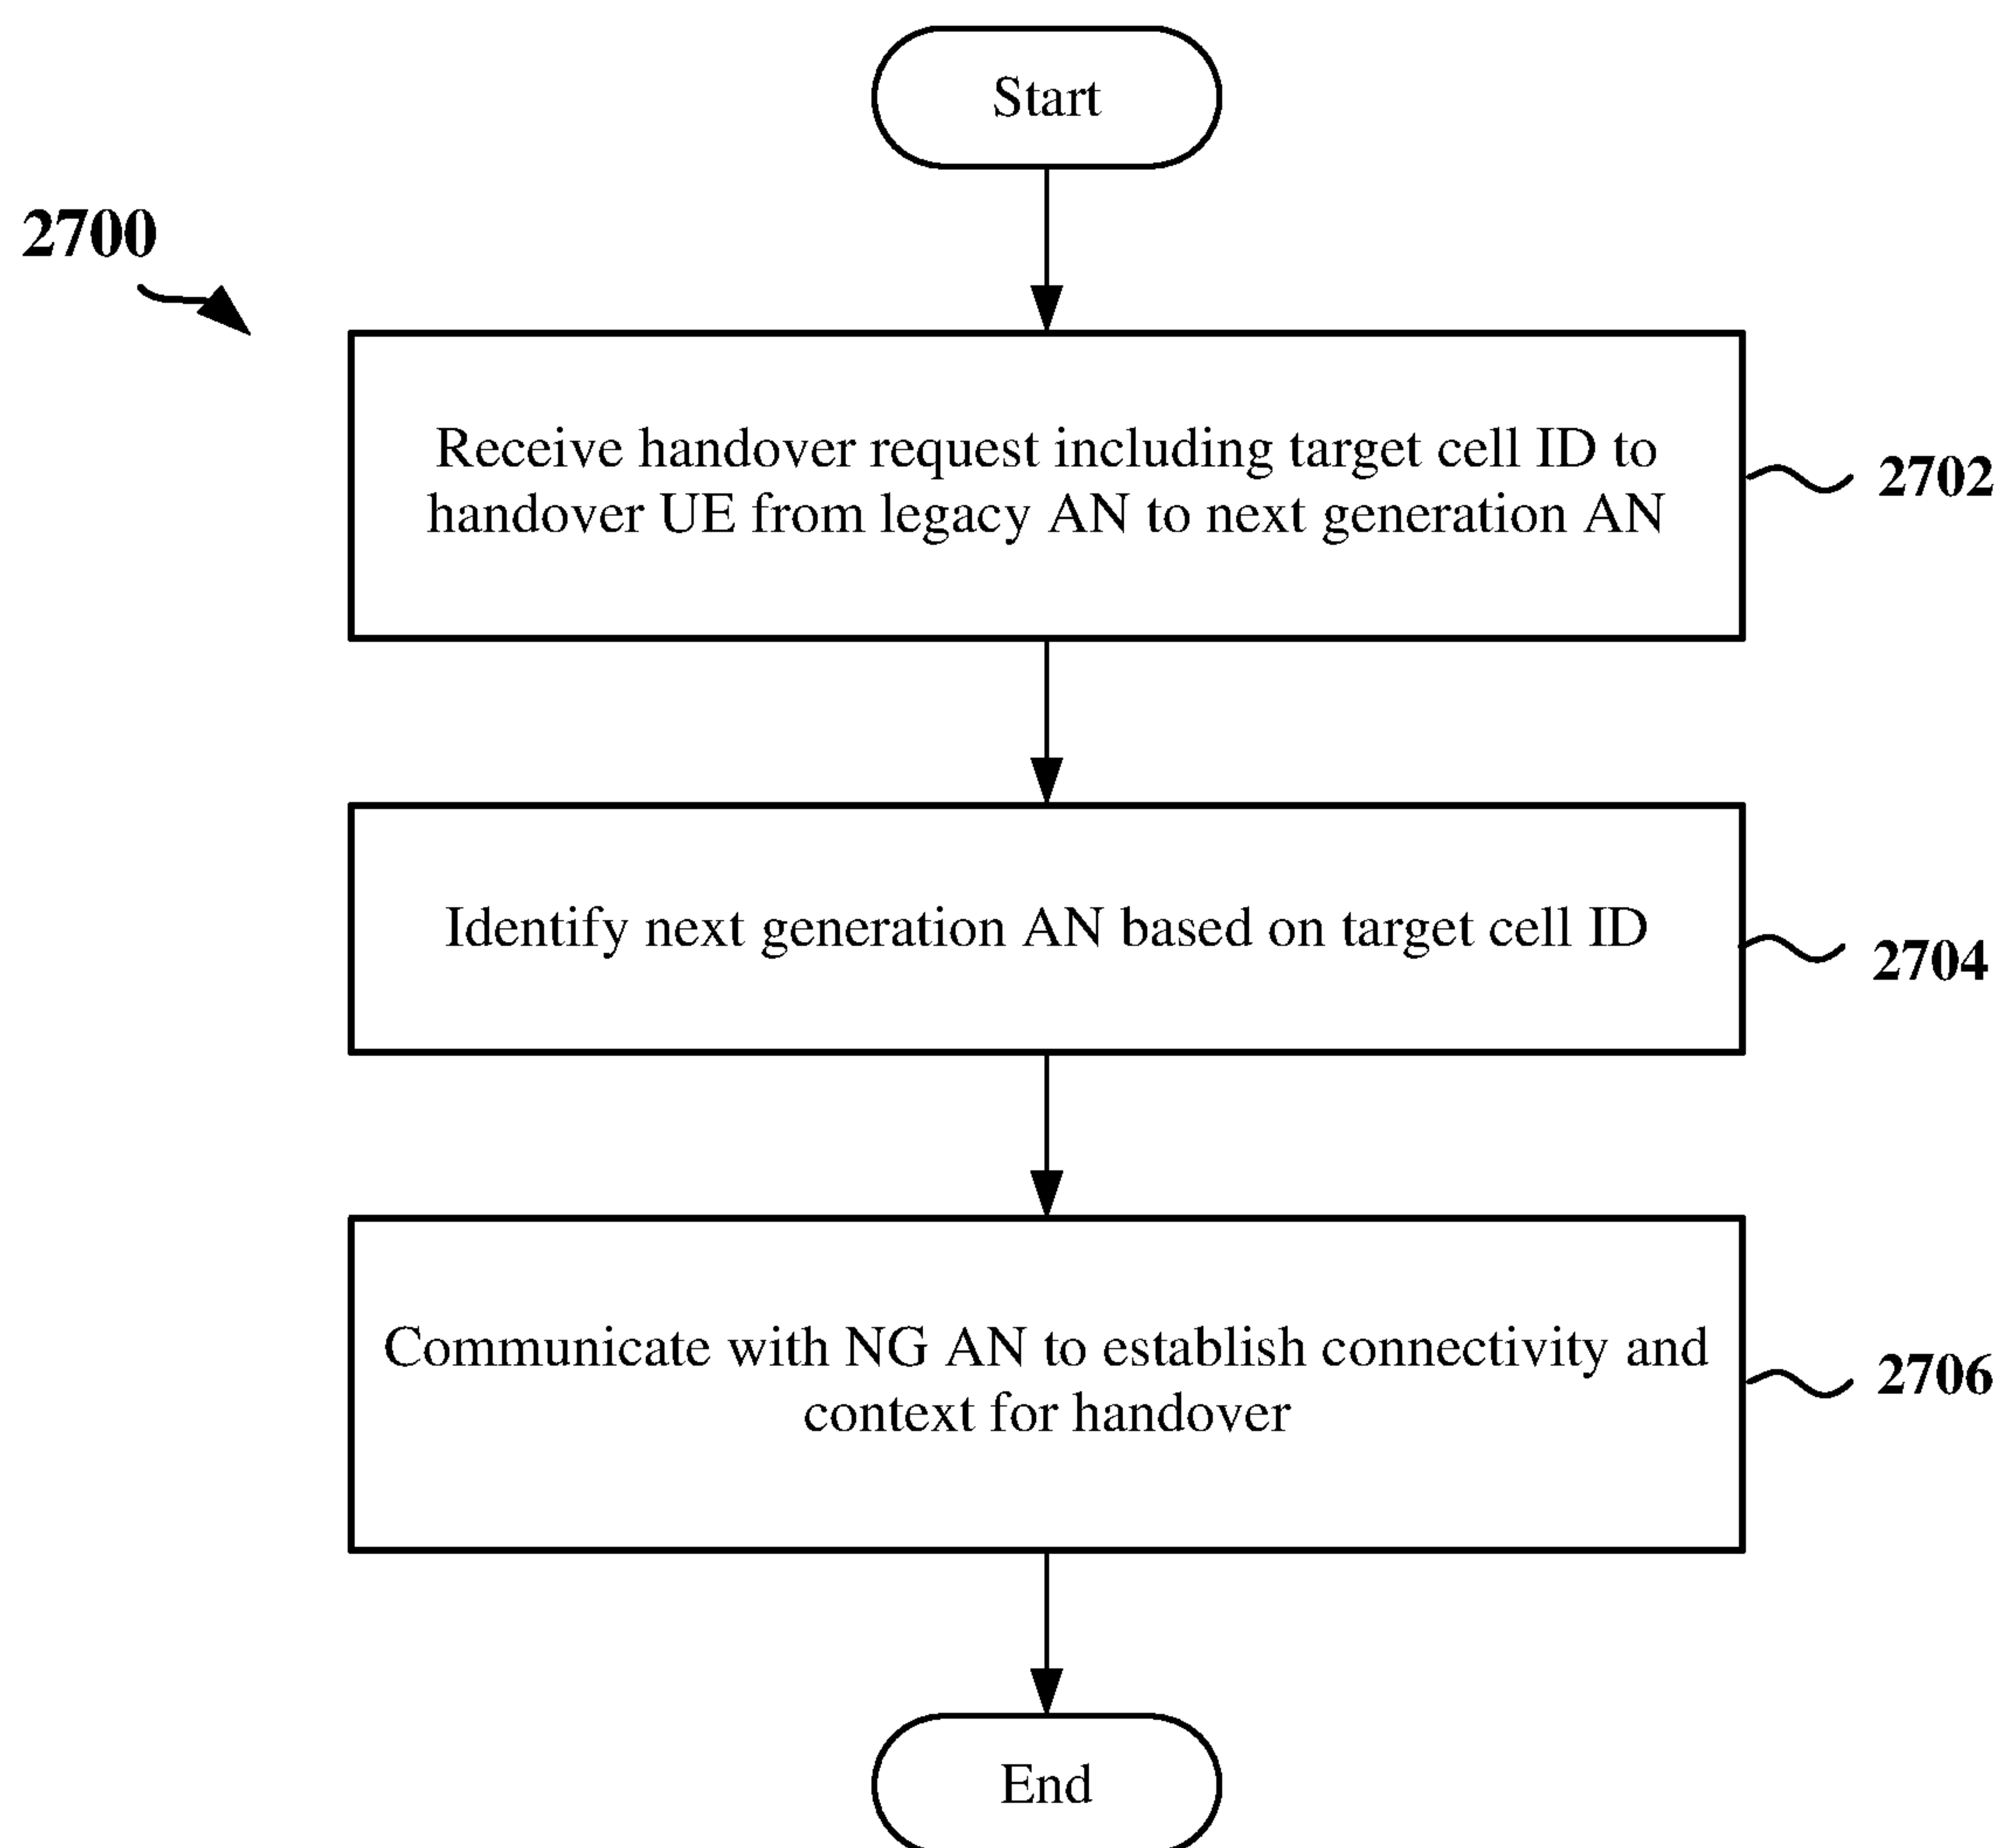 Start
2700
Receive handover request including target cell ID to
handover UE from legacy AN to next generation AN
2702
Identify next generation AN based on target cell ID
2704
Communicate with NG AN to establish connectivity and
context for handover
2706
End